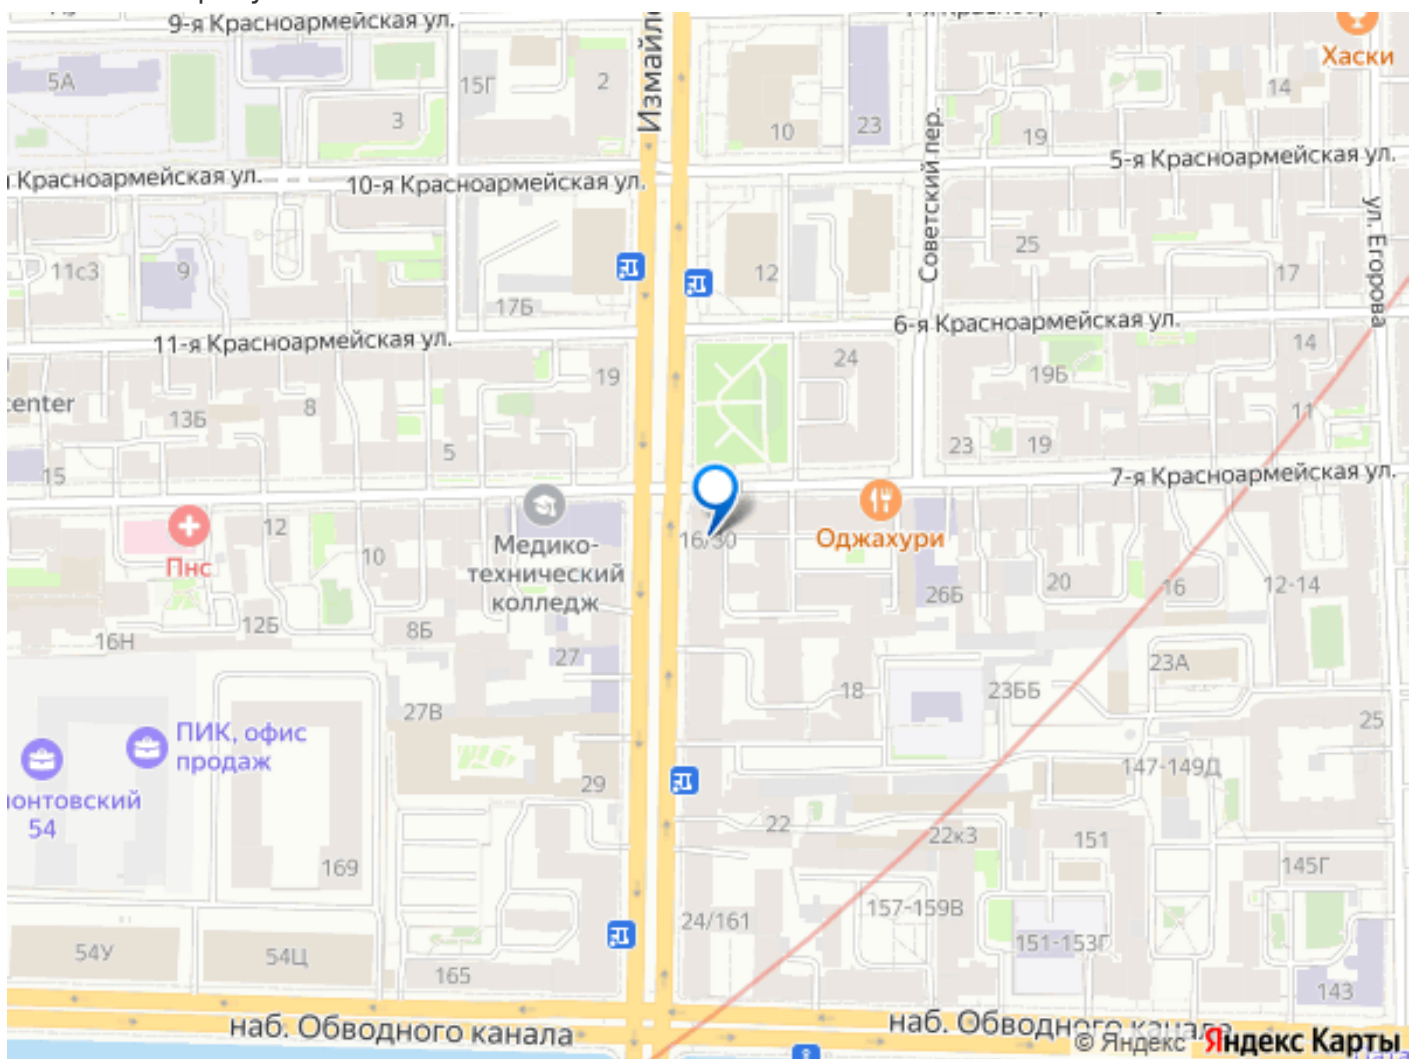 9-я Красноармейская ул.
Хаски
5А
15Г
2
Измайло
14
3
10
23
19
Советский пер.
5-я Красноармейская ул.
Красноармейская ул.
10-я Красноармейская ул.
ул. Егорова
25
11с3
9
12
17
17Б
6-я Красноармейская ул.
11-я Красноармейская ул.
24
14
19
19Б
center
13Б
8
11
5
23
19
15
7-я Красноармейская ул.
12
16/30
Оджахури
Медико-
технический
колледж
Пнс
10
20
16
12-14
26Б
16Н
12Б
8Б
27
23А
18
23ББ
27В
25
ПИК, офис
продаж
29
147-149Д
онтовский
54
22
22к3
151
169
145Г
157-159В
24/161
151-153Г
54У
54Ц
165
143
наб. Обводного канала
наб. Обводного канала
© Яндекс Яндекс Карты